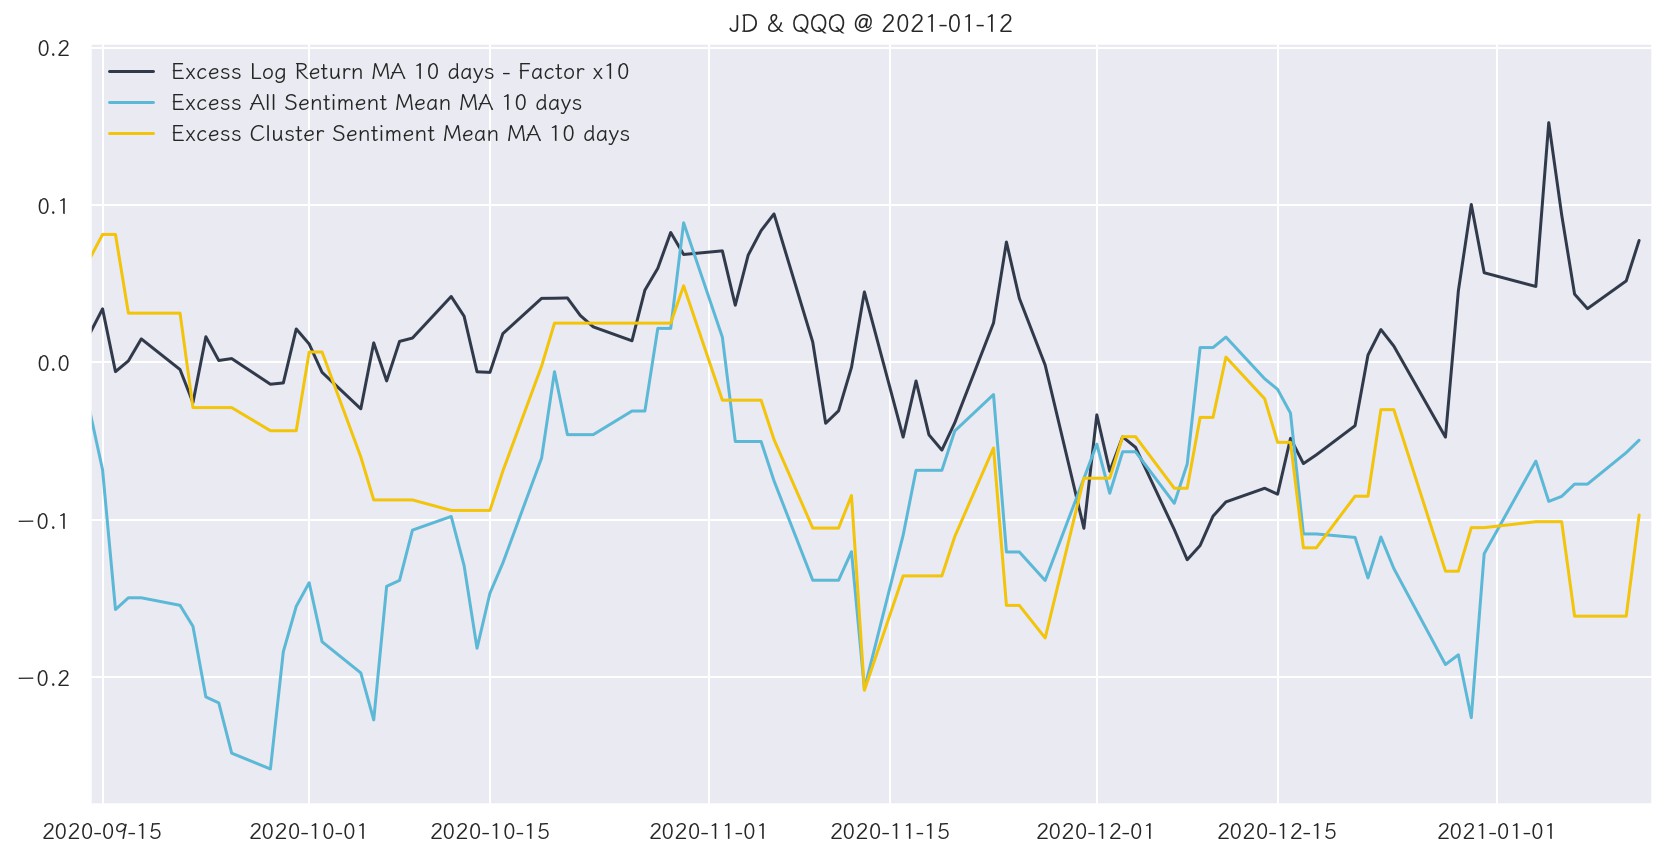 JD & QQQ @ 2021-01-12
Excess Log Return MA 10 days - Factor x10
Excess All Sentiment Mean MA 10 days
Excess Cluster Sentiment Mean MA 10 days
0.2
0.1
0.0
−0.1
−0.2
2020-09-15 2020-10-01 2020-10-15 2020-11-01 2020-11-15 2020-12-01 2020-12-15 2021-01-01